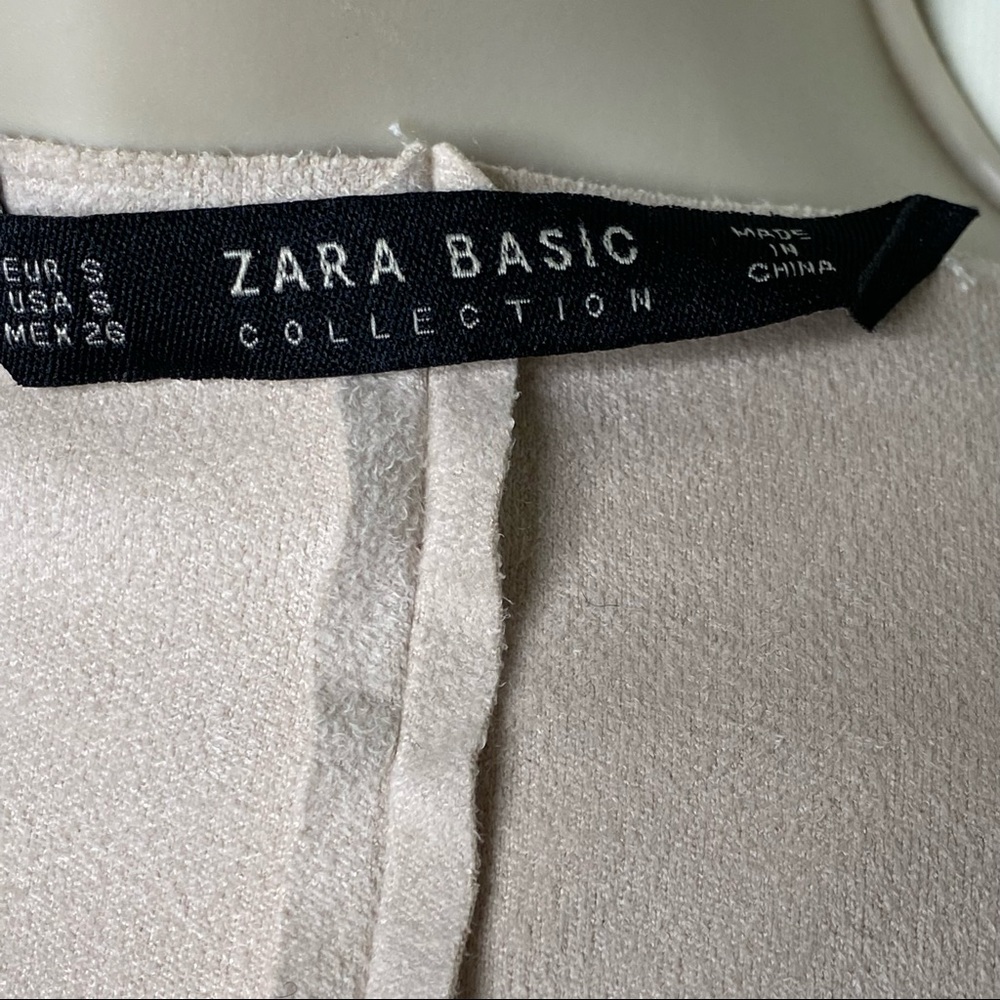 EUR S
USA S
MEX 26
ZARA BASIC
COLLECTION
MADE
IN
CHINA